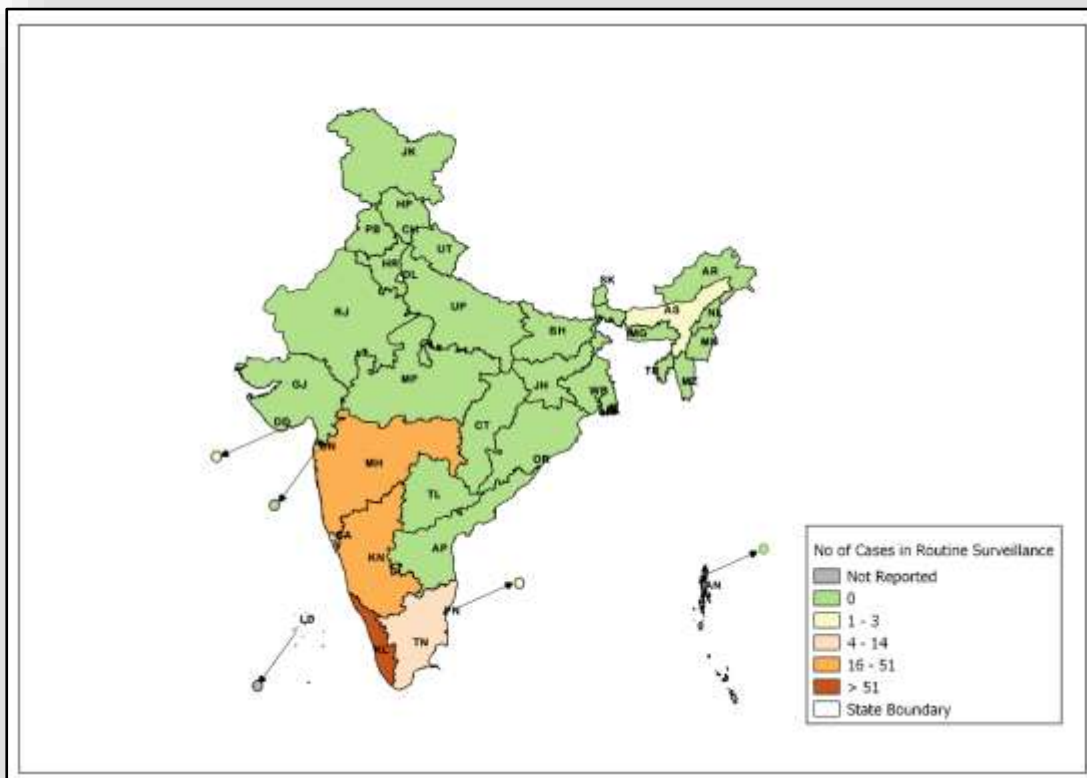 JK
HP
PB
CH
UT
HR
DL
SK
AR
RJ
UP
AS
NL
BH
MG
MN
GJ
MP
JH
WB
TR
MZ
DD
CT
DN
MH
OR
TL
GA
KN
AP
AN
PN
LD
TN
KL
No of Cases in Routine Surveillance
Not Reported
0
1 - 3
4 - 14
16 - 51
> 51
State Boundary